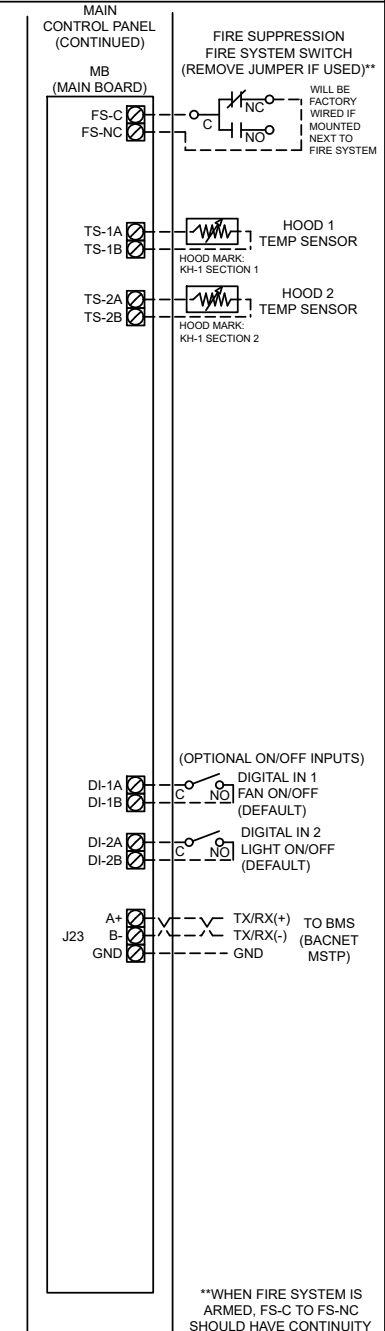 MAIN
CONTROL PANEL
(CONTINUED)
MB
(MAIN BOARD)
FIRE SUPPRESSION
FIRE SYSTEM SWITCH
(REMOVE JUMPER IF USED)**
FS-C
FS-NC
C
NC
NO
WILL BE
FACTORY
WIRED IF
MOUNTED
NEXT TO
FIRE SYSTEM
TS-1A
TS-1B
HOOD MARK:
KH-1 SECTION 1
HOOD 1
TEMP SENSOR
TS-2A
TS-2B
HOOD MARK:
KH-1 SECTION 2
HOOD 2
TEMP SENSOR
(OPTIONAL ON/OFF INPUTS)
DI-1A
DI-1B
C
NO
DIGITAL IN 1
FAN ON/OFF
(DEFAULT)
DI-2A
DI-2B
C
NO
DIGITAL IN 2
LIGHT ON/OFF
(DEFAULT)
J23
A+
B-
GND
TX/RX(+)
TX/RX(-)
GND
TO BMS
(BACNET
MSTP)
**WHEN FIRE SYSTEM IS
ARMED, FS-C TO FS-NC
SHOULD HAVE CONTINUITY